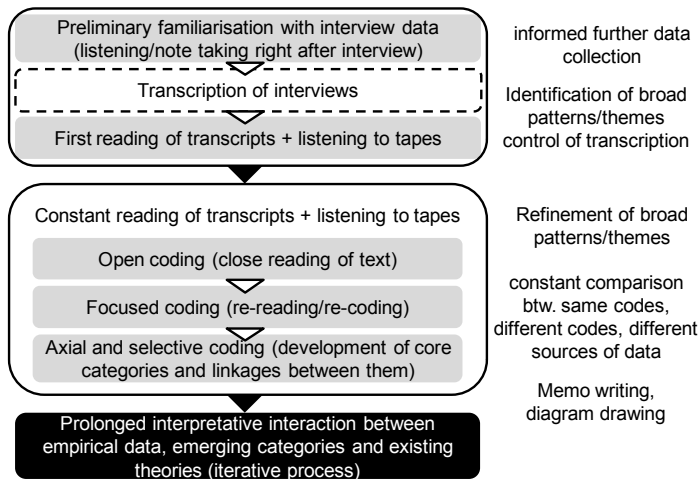 Preliminary familiarisation with interview data
(listening/note taking right after interview)
Transcription of interviews
First reading of transcripts + listening to tapes
informed further data
collection
Identification of broad
patterns/themes
control of transcription
Constant reading of transcripts + listening to tapes
Open coding (close reading of text)
Focused coding (re-reading/re-coding)
Axial and selective coding (development of core
categories and linkages between them)
Refinement of broad
patterns/themes
constant comparison
btw. same codes,
different codes, different
sources of data
Memo writing,
diagram drawing
Prolonged interpretative interaction between
empirical data, emerging categories and existing
theories (iterative process)